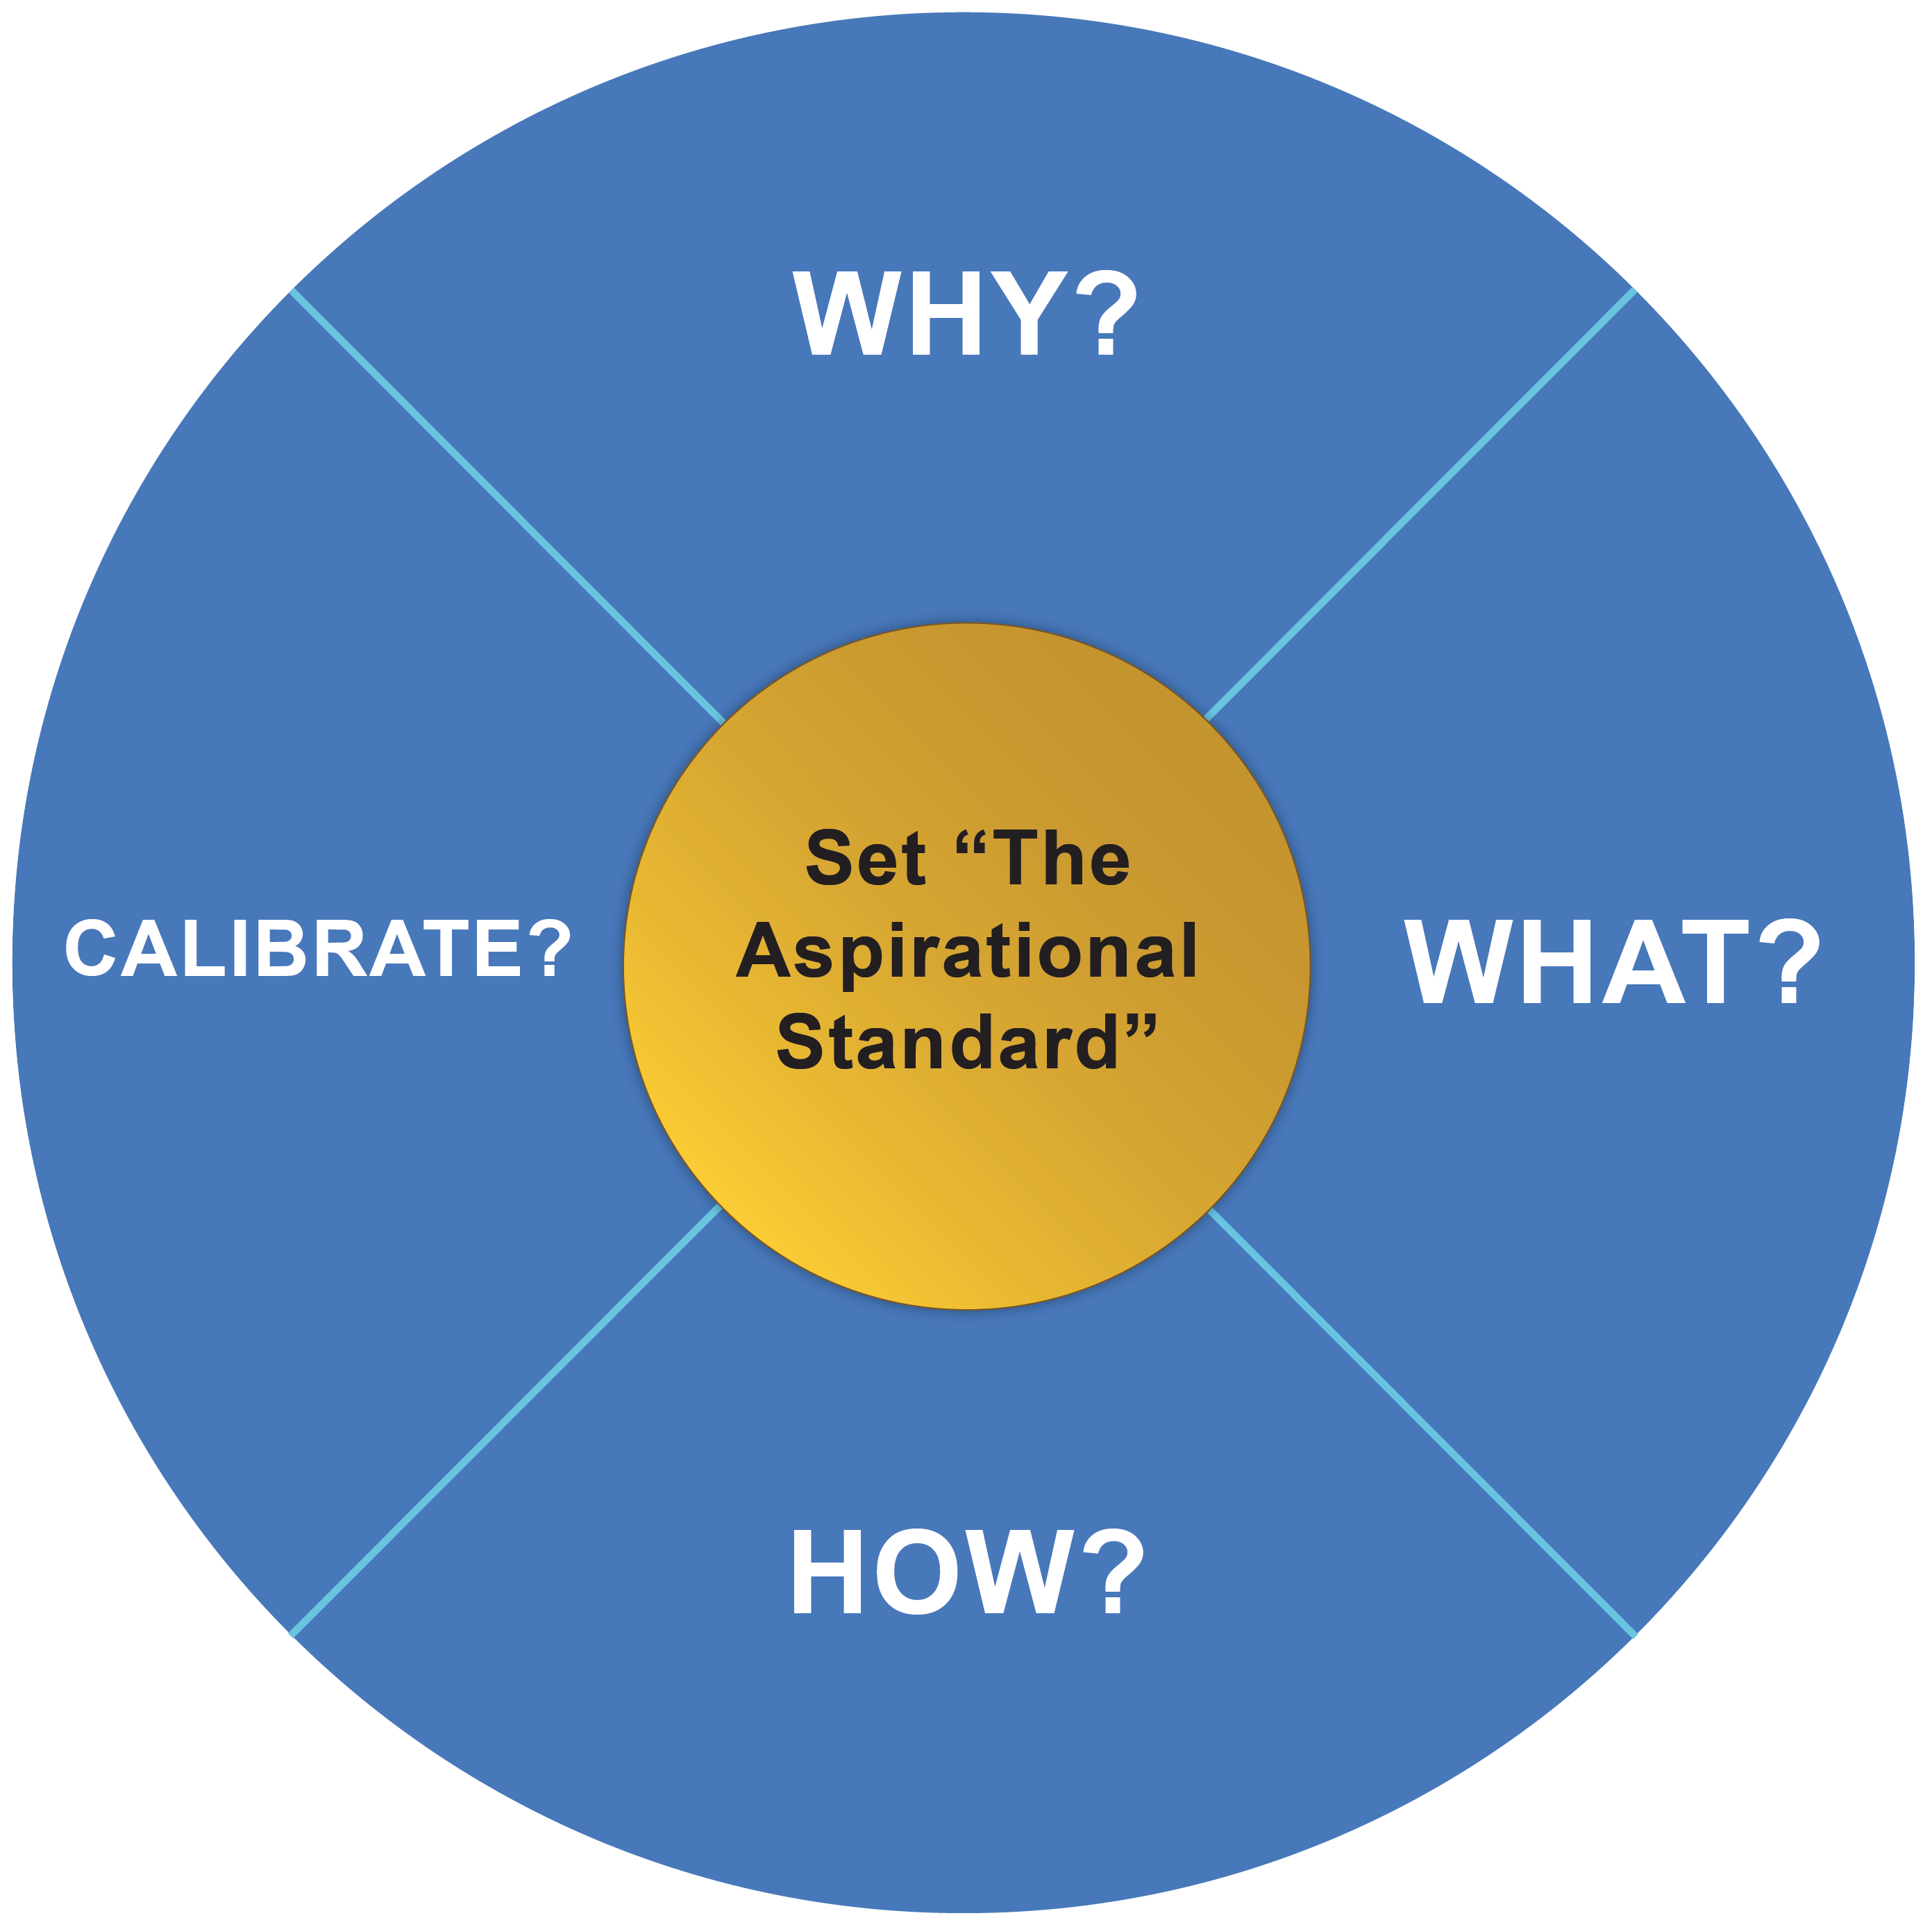 WHY?
CALIBRATE?
Set “The
Aspirational
Standard”
WHAT?
HOW?